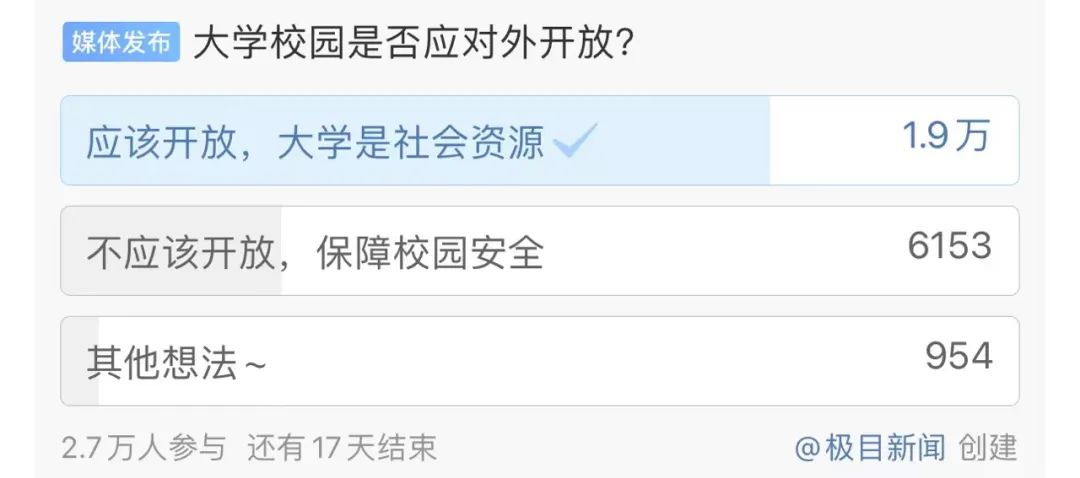 媒体发布 大学校园是否应对外开放？
应该开放，大学是社会资源 1.9万
不应该开放，保障校园安全 6153
其他想法~ 954
2.7万人参与 还有17天结束 @极目新闻 创建